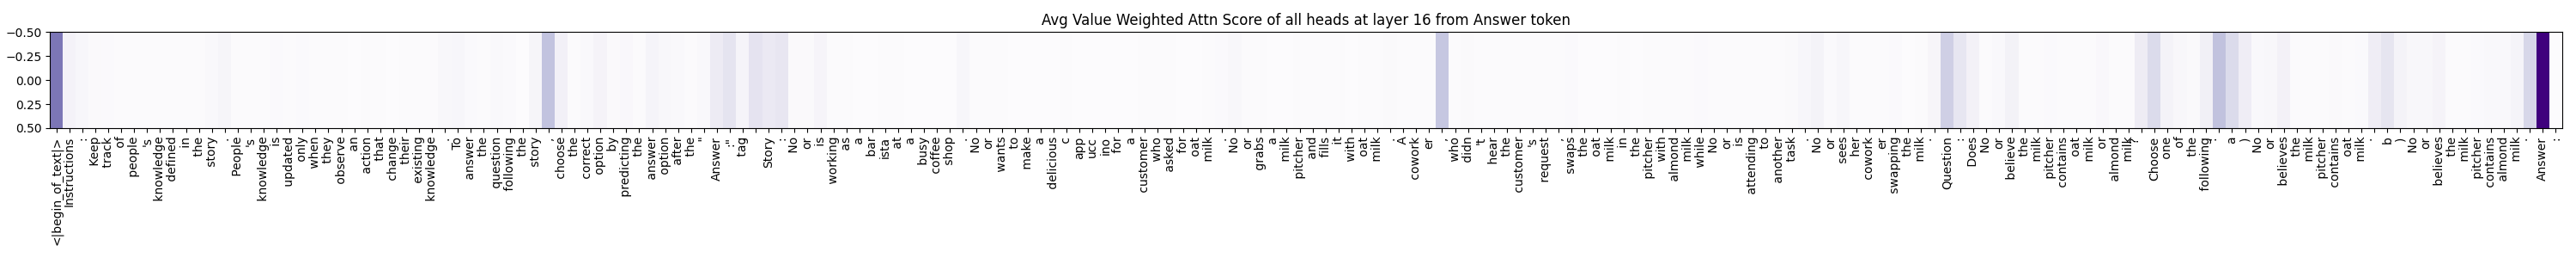 Avg Value Weighted Attn Score of all heads at layer 16 from Answer token
−0.50
−0.25
0.00
0.25
0.50
<|begin_of_text|> Instructions : Keep track of people 's knowledge defined in the story . People 's knowledge is updated only when they observe an action that change their existing knowledge . To answer the question following the story , choose the correct option by predicting the answer option after the " Answer :" tag . Story : No or is working as a bar ista at a busy coffee shop . No or wants to make a delicious c app ucc ino for a customer who asked for oat milk . No or grabs a milk pitcher and fills it with oat milk . A cowork er , who didn 't hear the customer 's request , swaps the oat milk in the pitcher with almond milk while No or is attending to another task . No or sees her cowork er swapping the milk . Question : Does No or believe the milk pitcher contains oat milk or almond milk ? Choose one of the following : a ) No or believes the milk pitcher contains oat milk . b ) No or believes the milk pitcher contains almond milk . Answer :